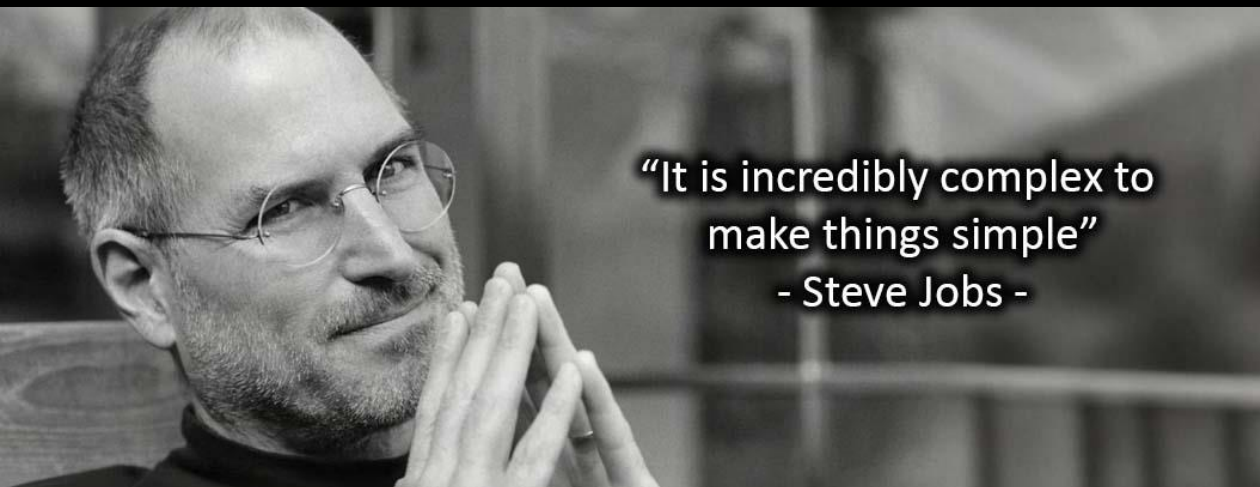 “It is incredibly complex to
make things simple”
- Steve Jobs -